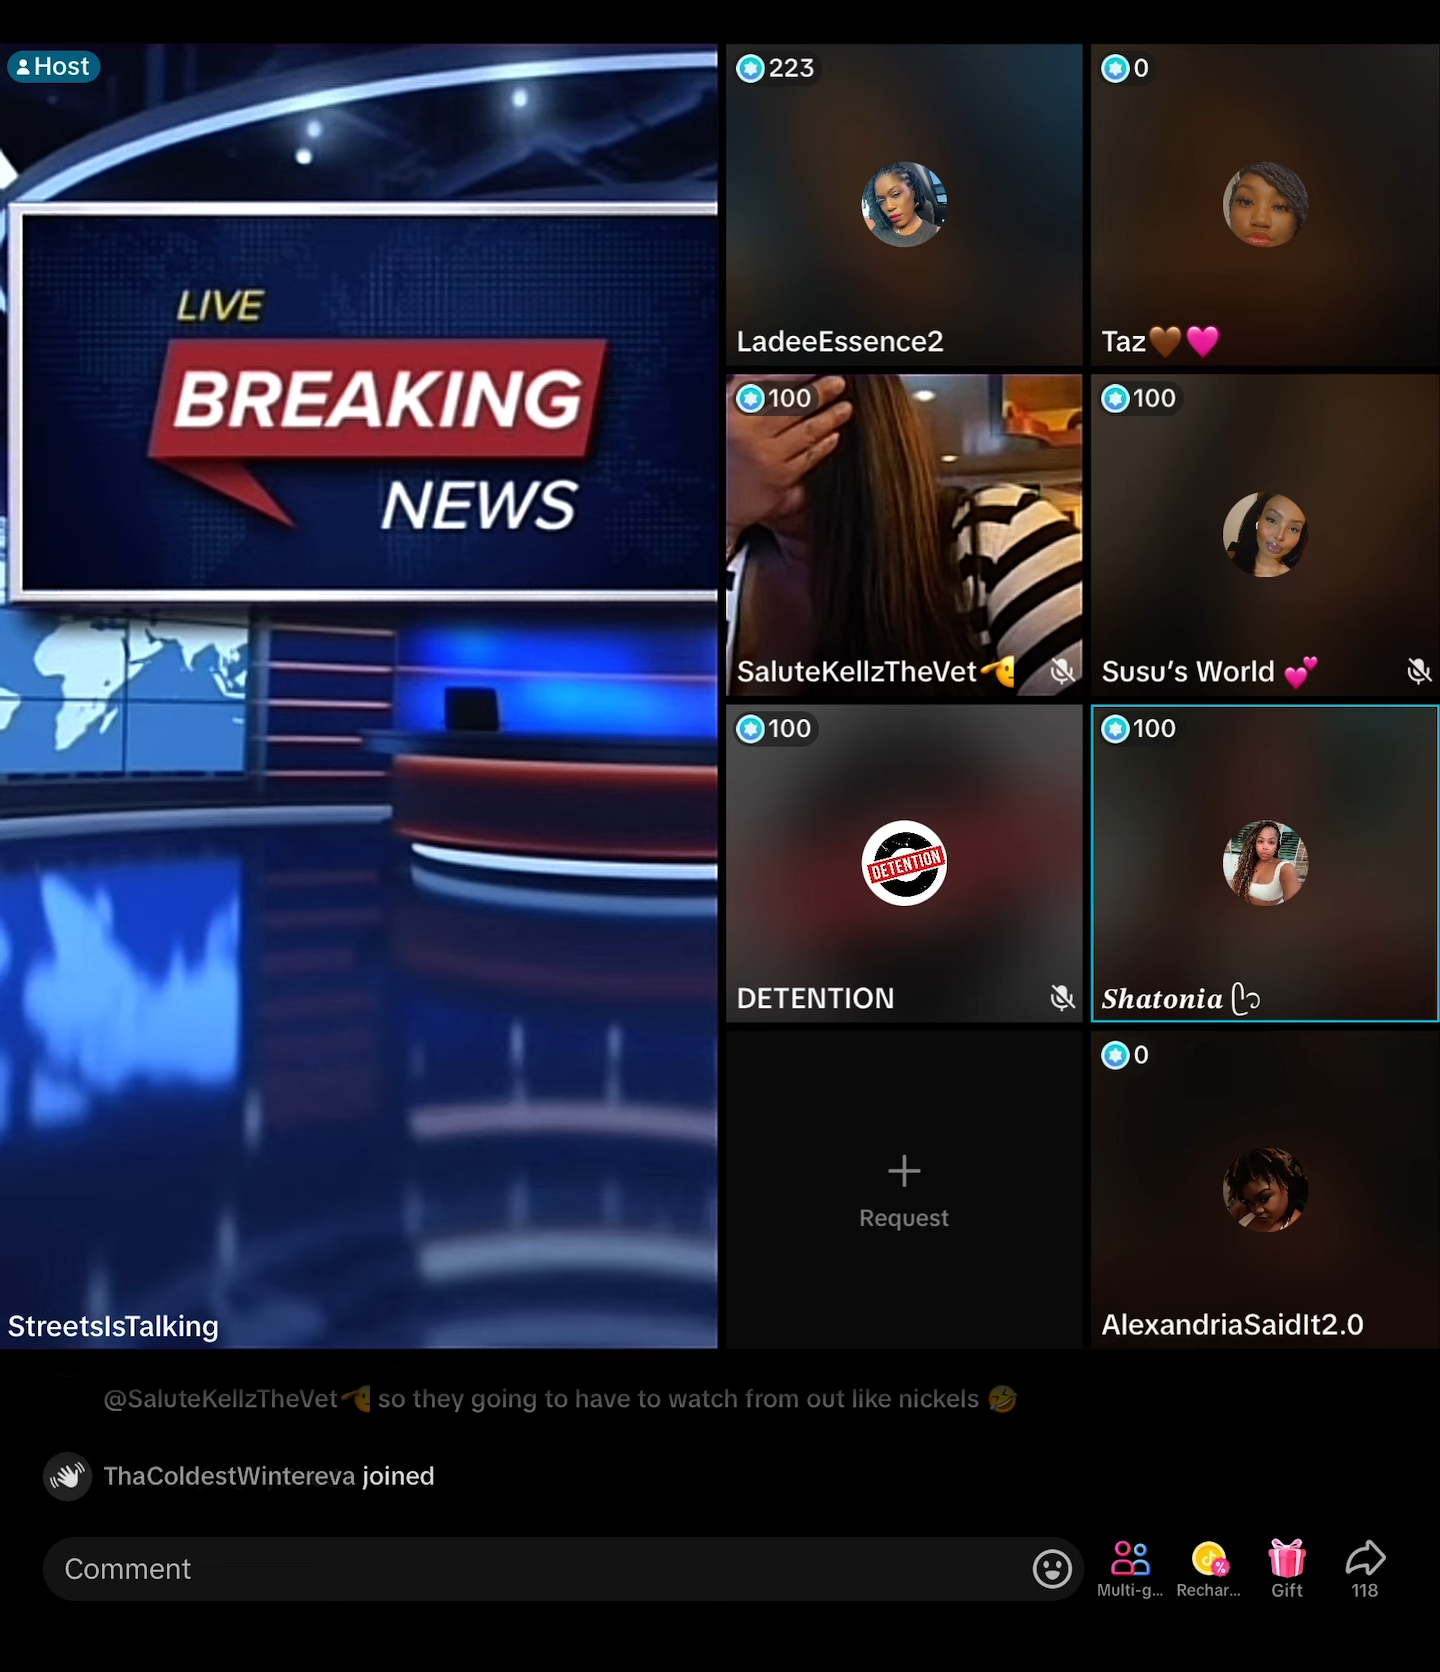 Host
LIVE
BREAKING
NEWS
StreetsIsTalking
223
LadeeEssence2
0
Taz🤎🩷
100
SaluteKellzTheVet🫡
100
Susu's World 💕
100
DETENTION
DETENTION
100
Shatonia
Request
0
AlexandriaSaidIt2.0
@SaluteKellzTheVet🫡 so they going to have to watch from out like nickels 🤣
ThaColdestWintereva joined
Comment
Multi-g...
Rechar...
Gift
118